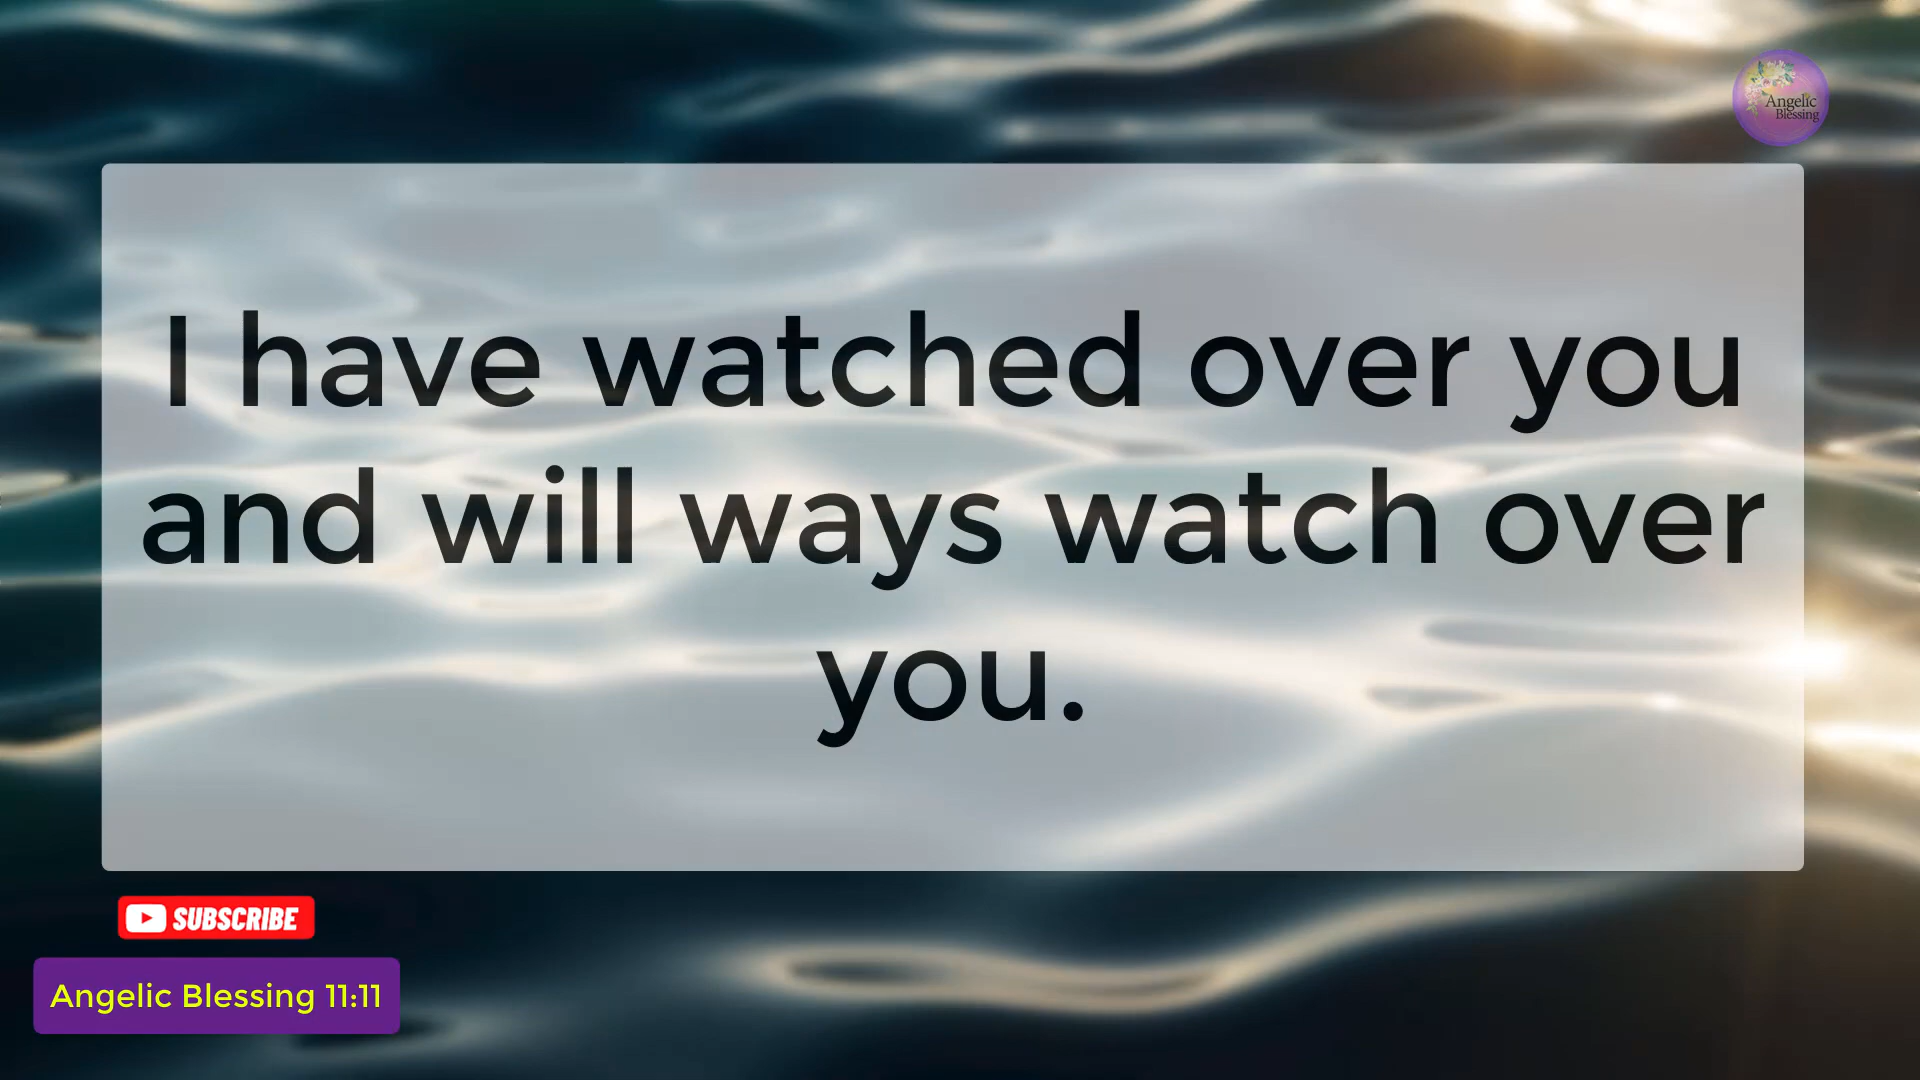 Angelic
Blessing
I have watched over you
and will ways watch over
you.
SUBSCRIBE
Angelic Blessing 11:11